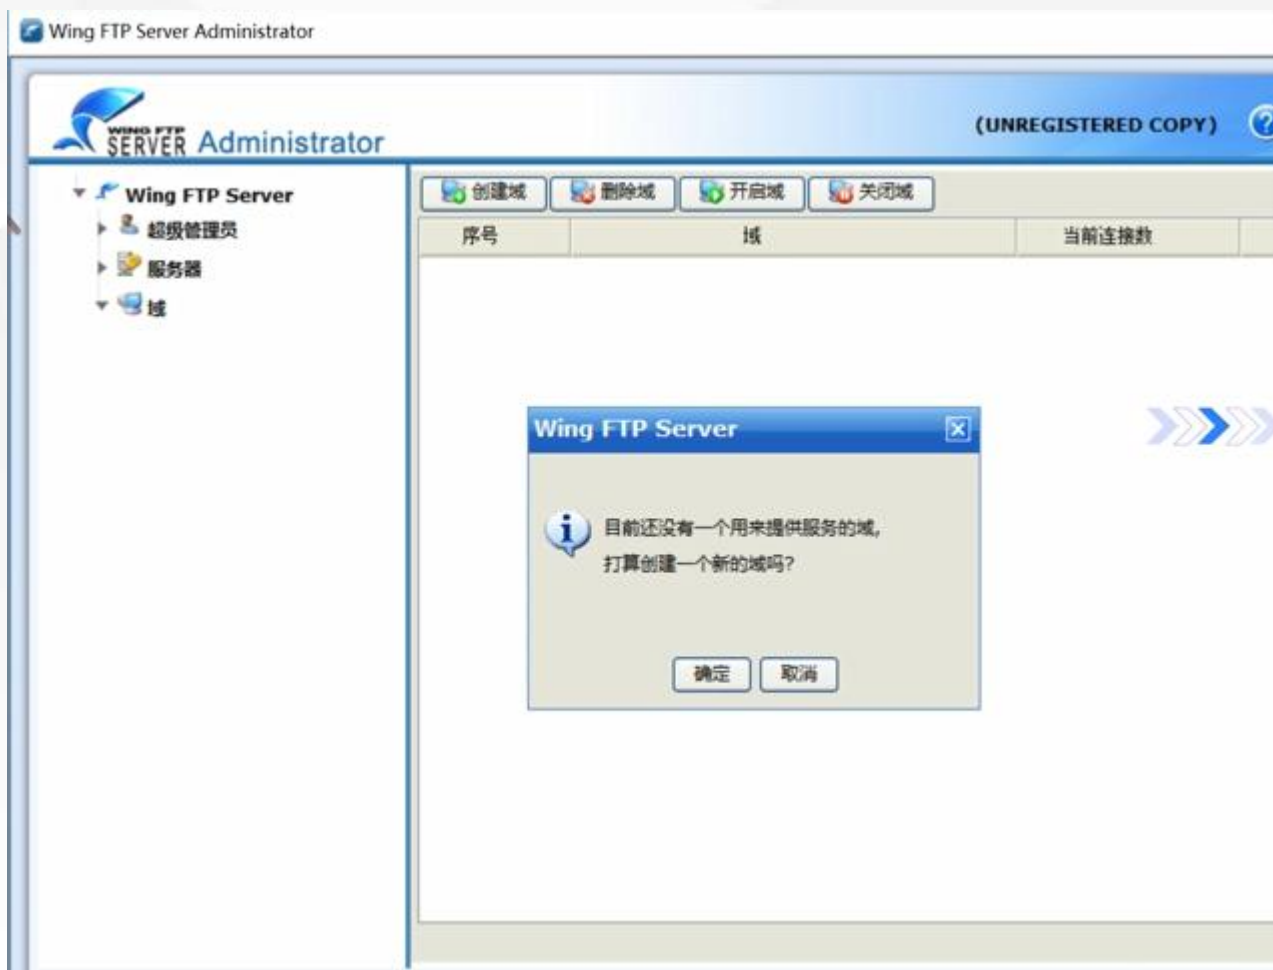 Wing FTP Server Administrator
WING FTP
SERVER Administrator
(UNREGISTERED COPY)
Wing FTP Server
超级管理员
服务器
域
创建域 删除域 开启域 关闭域
序号 域 当前连接数
Wing FTP Server
目前还没有一个用来提供服务的域,
打算创建一个新的域吗?
确定 取消